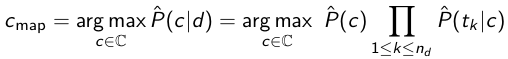 c_map = arg max_{c∈ℂ} P̂(c|d) = arg max_{c∈ℂ} P̂(c) ∏_{1≤k≤n_d} P̂(t_k|c)